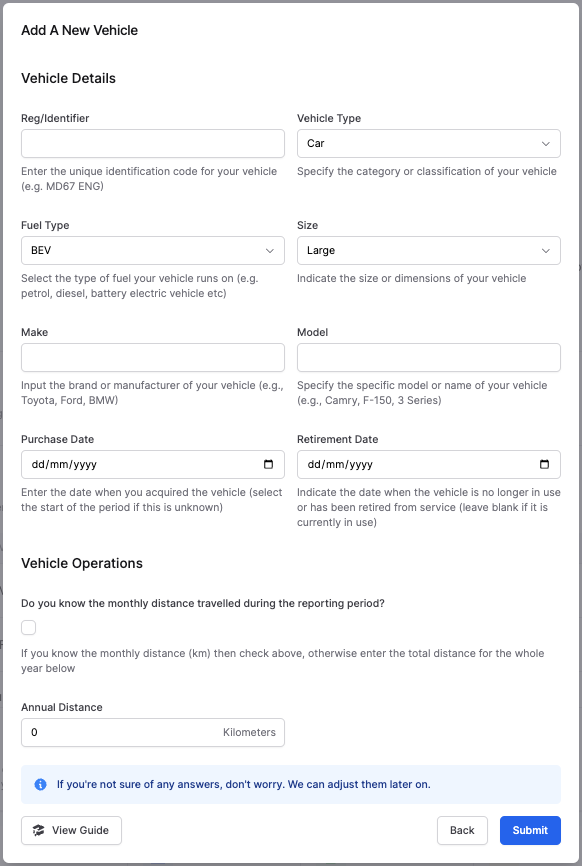 Add A New Vehicle
Vehicle Details
Reg/Identifier
Vehicle Type
Car
Enter the unique identification code for your vehicle
(e.g. MD67 ENG)
Specify the category or classification of your vehicle
Fuel Type
Size
BEV
Large
Select the type of fuel your vehicle runs on (e.g.
petrol, diesel, battery electric vehicle etc)
Indicate the size or dimensions of your vehicle
Make
Model
Input the brand or manufacturer of your vehicle (e.g.,
Toyota, Ford, BMW)
Specify the specific model or name of your vehicle
(e.g., Camry, F-150, 3 Series)
Purchase Date
Retirement Date
dd/mm/yyyy
dd/mm/yyyy
Enter the date when you acquired the vehicle (select
the start of the period if this is unknown)
Indicate the date when the vehicle is no longer in use
or has been retired from service (leave blank if it is
currently in use)
Vehicle Operations
Do you know the monthly distance travelled during the reporting period?
If you know the monthly distance (km) then check above, otherwise enter the total distance for the whole
year below
Annual Distance
0 Kilometers
If you're not sure of any answers, don't worry. We can adjust them later on.
View Guide
Back
Submit